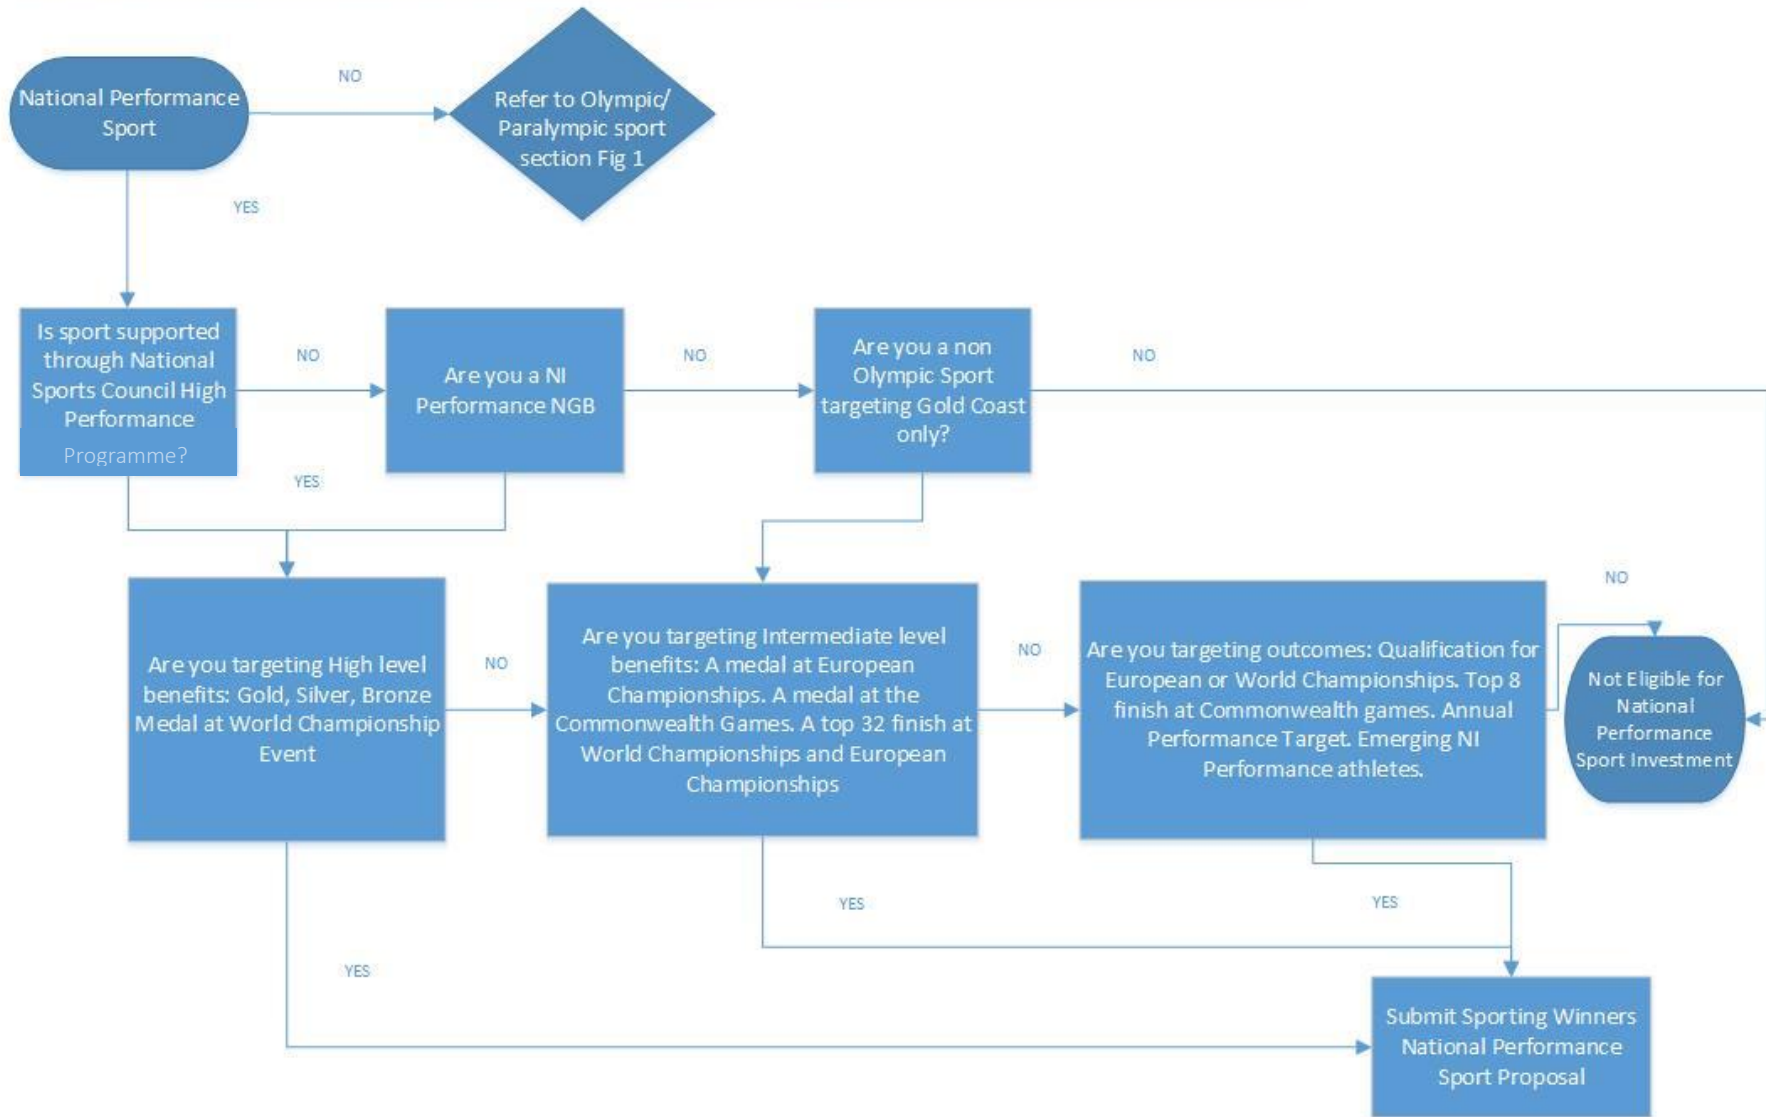 National Performance
Sport
NO
Refer to Olympic/
Paralympic sport
section Fig 1
YES
Is sport supported
through National
Sports Council High
Performance
Programme?
NO
Are you a NI
Performance NGB
NO
Are you a non
Olympic Sport
targeting Gold Coast
only?
NO
YES
Are you targeting High level
benefits: Gold, Silver, Bronze
Medal at World Championship
Event
NO
Are you targeting Intermediate level
benefits: A medal at European
Championships. A medal at the
Commonwealth Games. A top 32 finish at
World Championships and European
Championships
NO
Are you targeting outcomes: Qualification for
European or World Championships. Top 8
finish at Commonwealth games. Annual
Performance Target. Emerging NI
Performance athletes.
NO
Not Eligible for
National
Performance
Sport Investment
YES
YES
YES
Submit Sporting Winners
National Performance
Sport Proposal